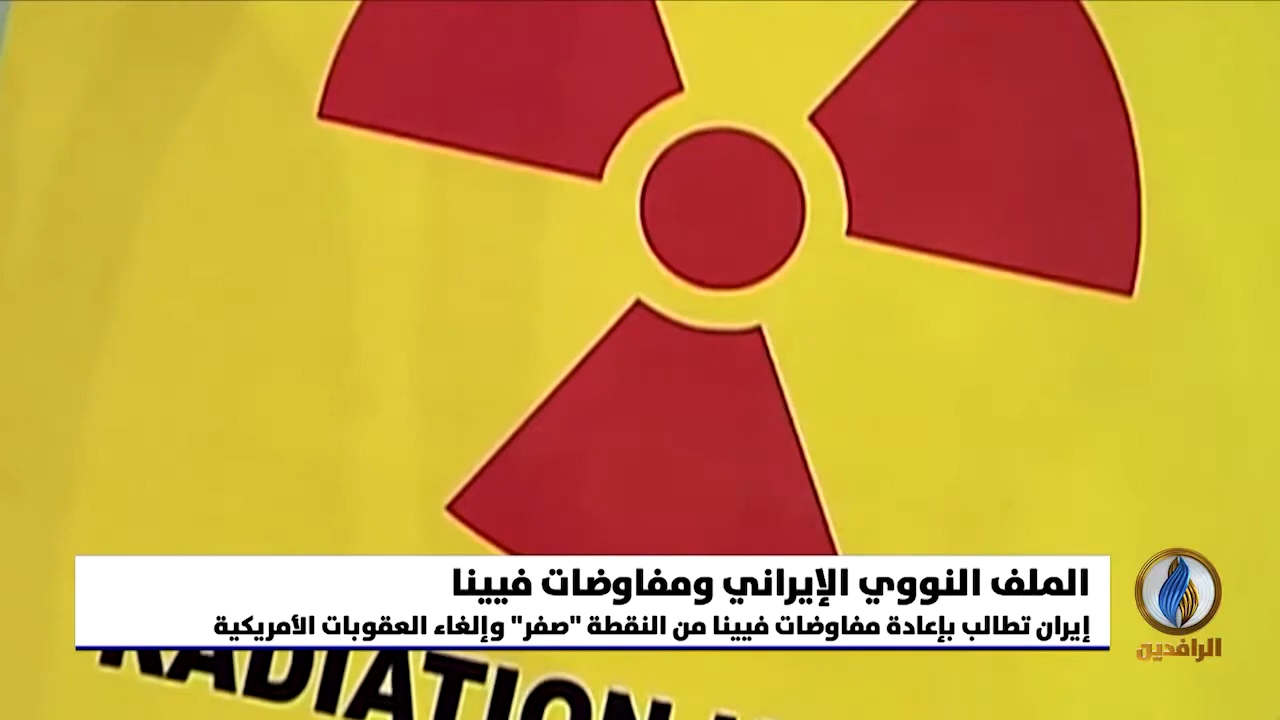 الملف النووي الإيراني ومفاوضات فيينا
إيران تطالب بإعادة مفاوضات فيينا من النقطة "صفر" وإلغاء العقوبات الأمريكية
الرافدين
RADIATION